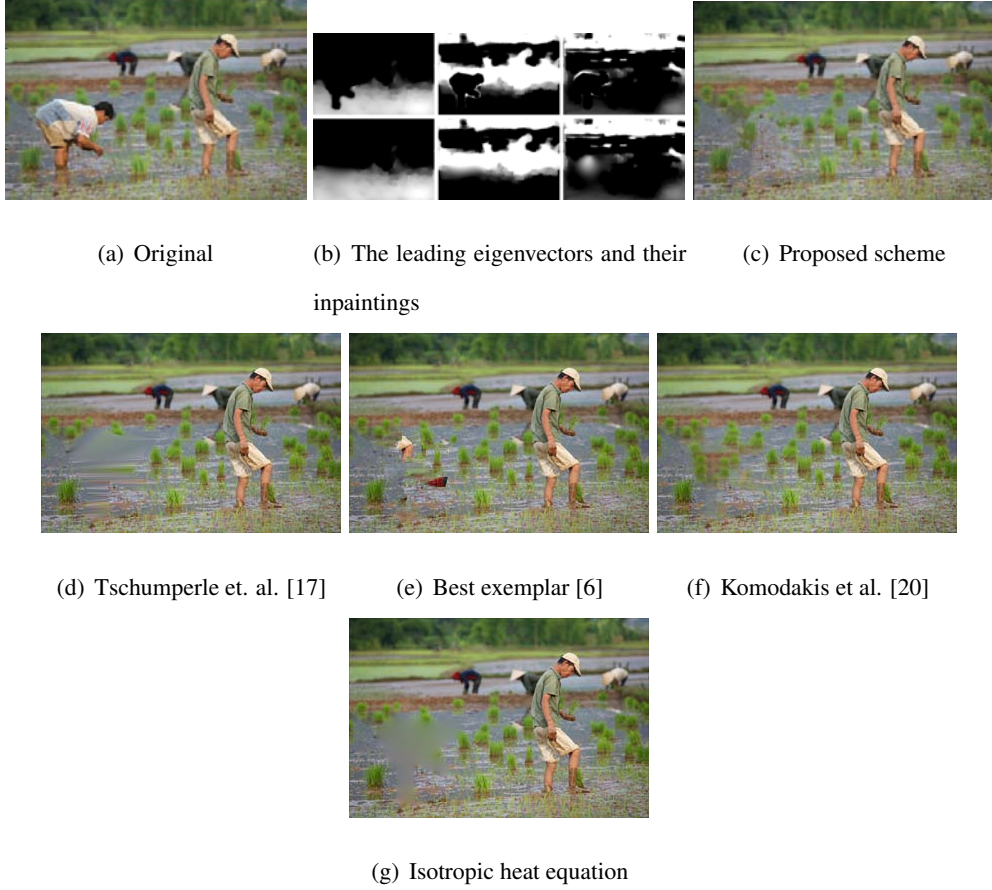 (a) Original
(b) The leading eigenvectors and their
inpaintings
(c) Proposed scheme
(d) Tschumperle et. al. [17]
(e) Best exemplar [6]
(f) Komodakis et al. [20]
(g) Isotropic heat equation